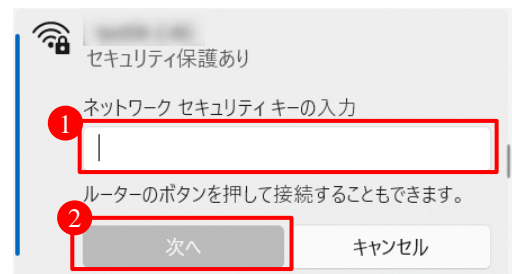 セキュリティ保護あり
ネットワーク セキュリティ キーの入力
1
ルーターのボタンを押して接続することもできます。
2
次へ
キャンセル